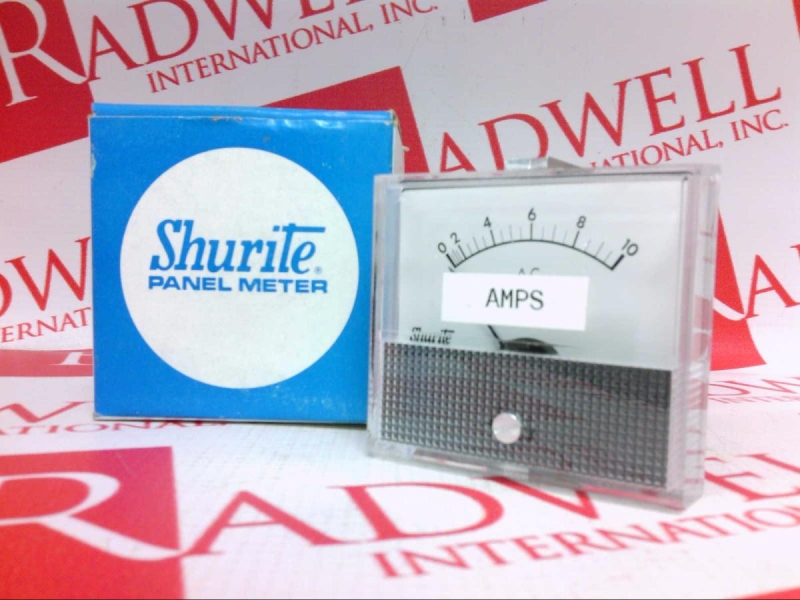 RADWELL
INTERNATIONAL, INC.
RADWELL
INTERNATIONAL, INC.
Shurite®
PANEL METER
0 2 4 6 8 10
AC
AMPS
Shurite
RADWELL
INTERNATIONAL